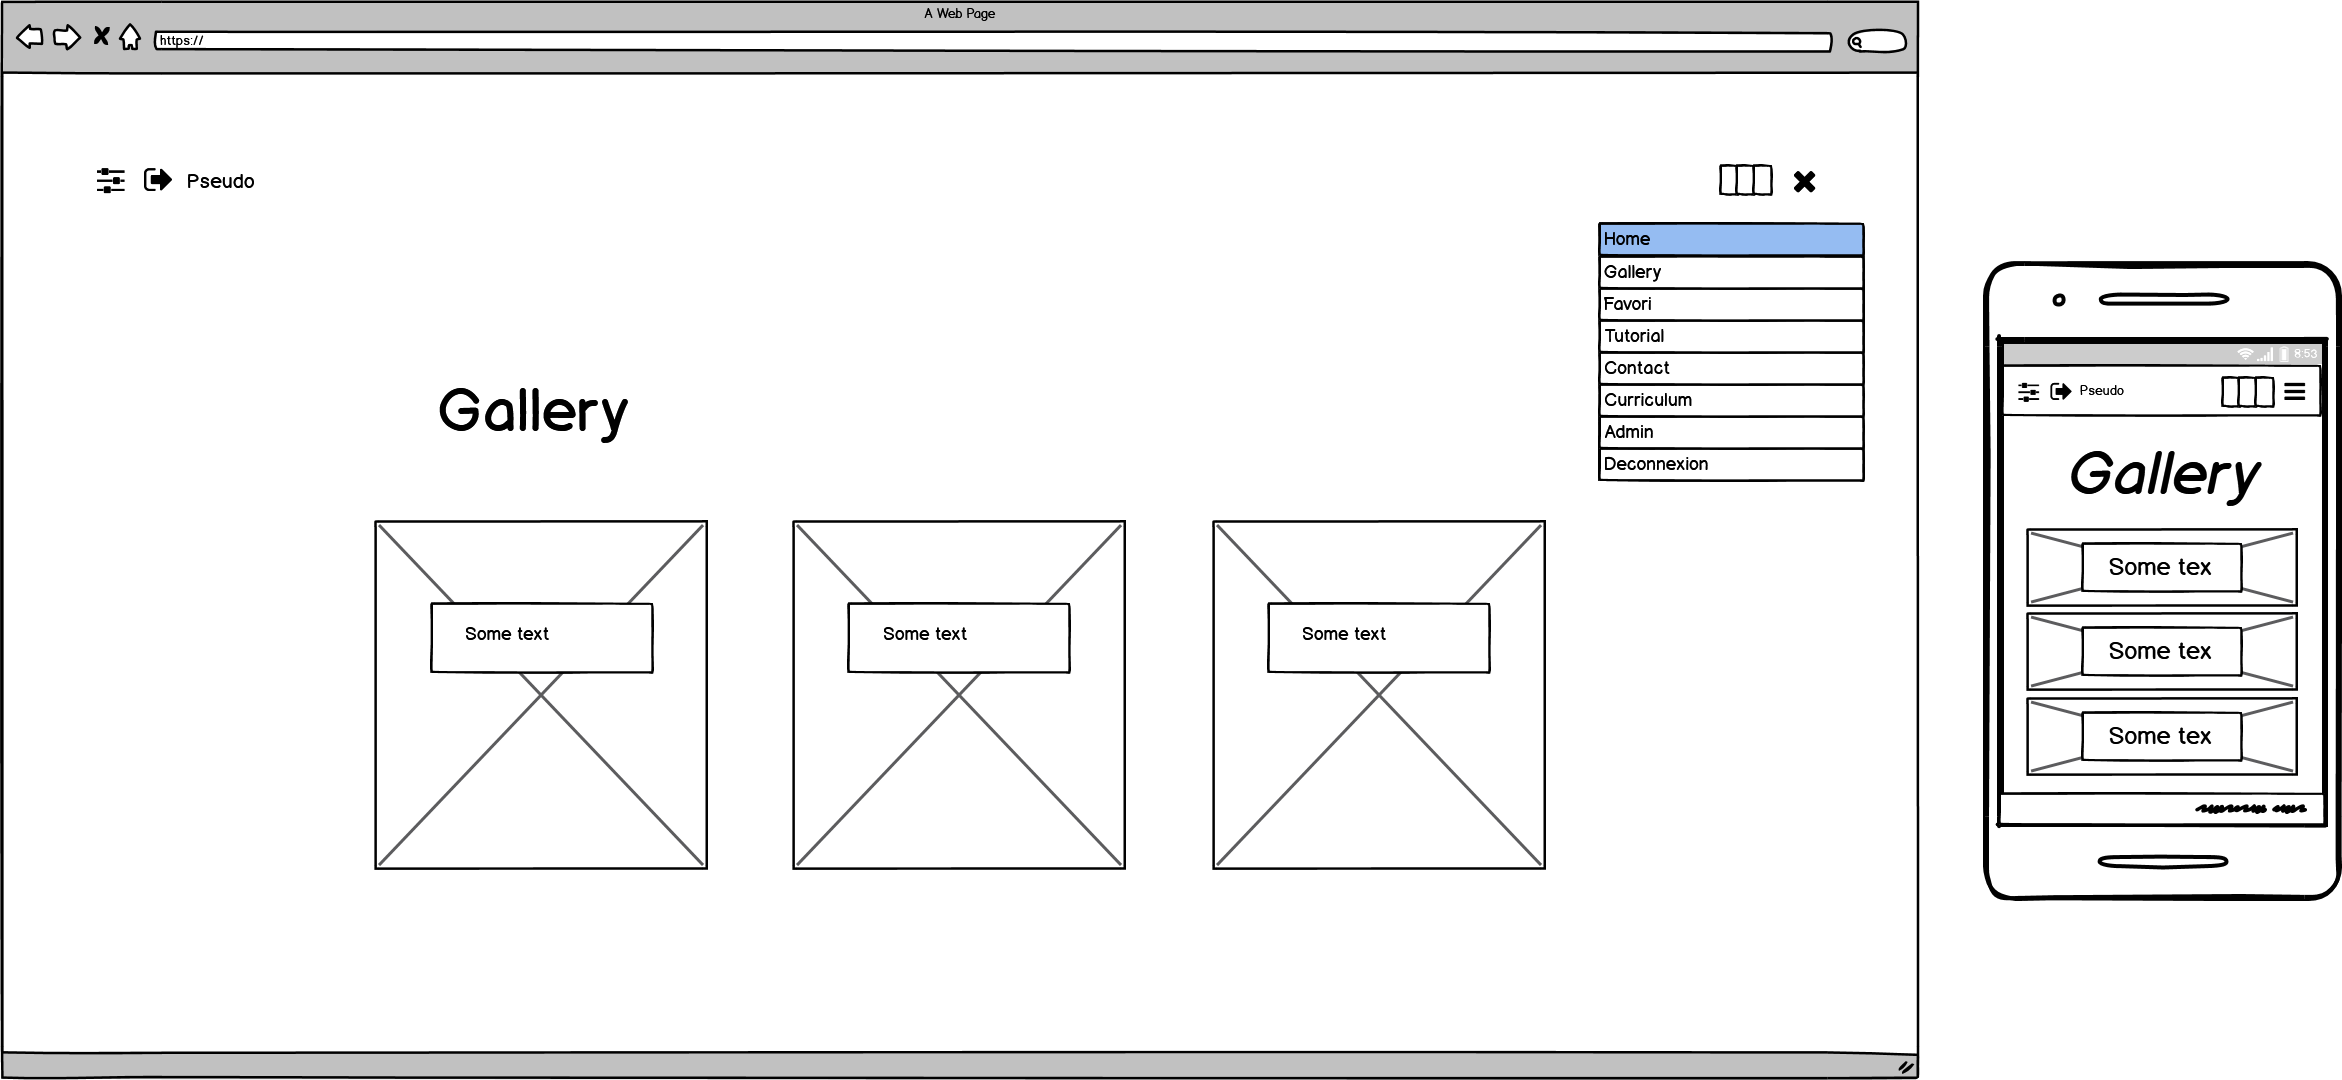 A Web Page
https://
Pseudo
Home
Gallery
Favori
Tutorial
Contact
Curriculum
Admin
Deconnexion
Gallery
Some text
Some text
Some text
8:53
Pseudo
Gallery
Some tex
Some tex
Some tex